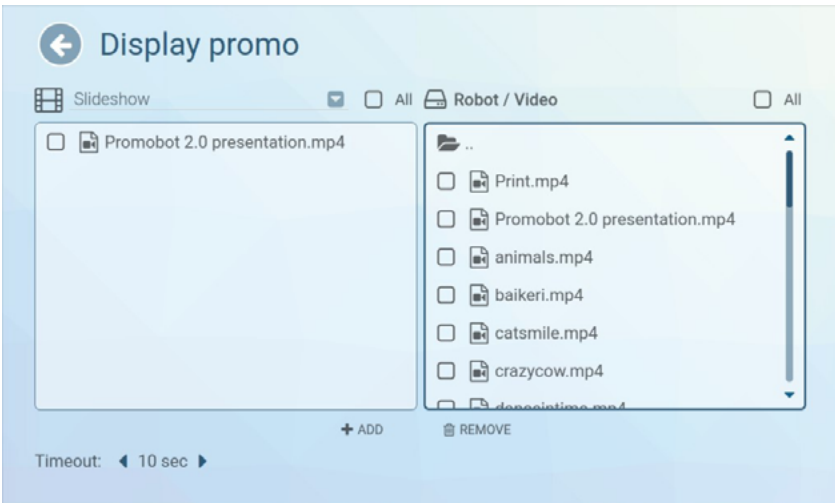 Display promo
Slideshow
All
Robot / Video
All
Promobot 2.0 presentation.mp4
..
Print.mp4
Promobot 2.0 presentation.mp4
animals.mp4
baikeri.mp4
catsmile.mp4
crazycow.mp4
+ ADD
REMOVE
Timeout: 10 sec